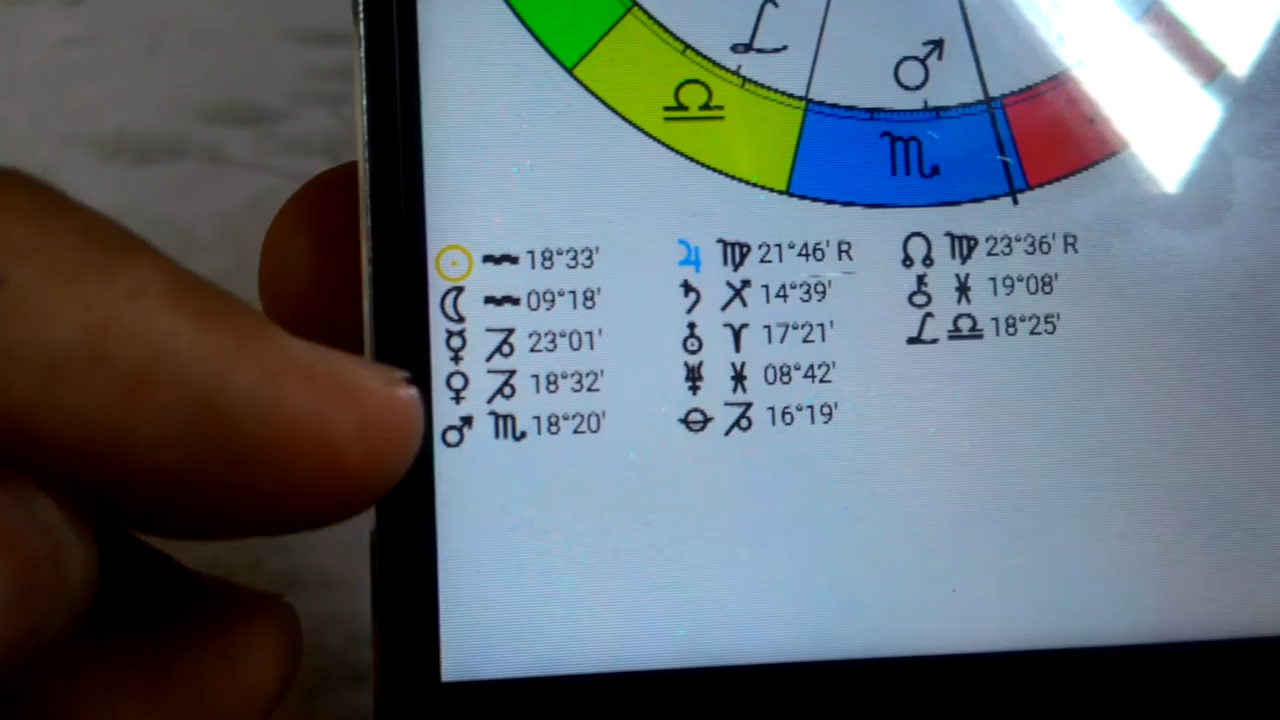 ☉ ♒ 18°33' ♃ ♍ 21°46' R ☊ ♍ 23°36' R
☾ ♒ 09°18' ♄ ♐ 14°39' ⚷ ♓ 19°08'
☿ ♑ 23°01' ⛢ ♈ 17°21' L ♎ 18°25'
♀ ♑ 18°32' ♆ ♓ 08°42'
♂ ♏ 18°20' ♇ ♑ 16°19'